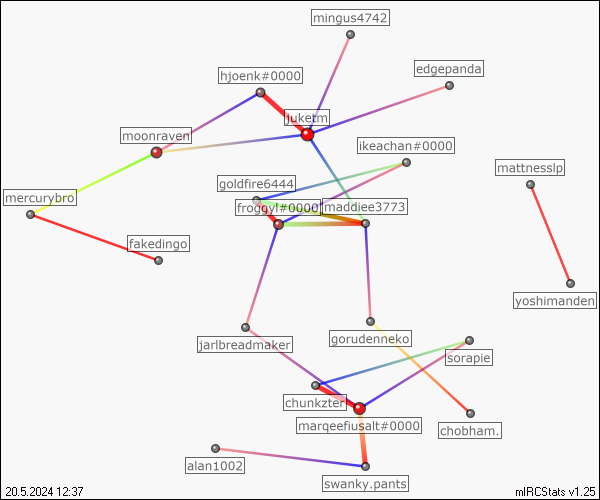 mingus4742
edgepanda
hjoenk#0000
luketm
moonraven
ikeachan#0000
mattnesslp
goldfire6444
mercurybro
froggyl#0000
maddiee3773
fakedingo
yoshimanden
jarlbreadmaker
gorudenneko
sorapie
chunkzter
marqeefiusalt#0000
chobham.
alan1002
swanky.pants
20.5.2024 12:37
mIRCStats v1.25